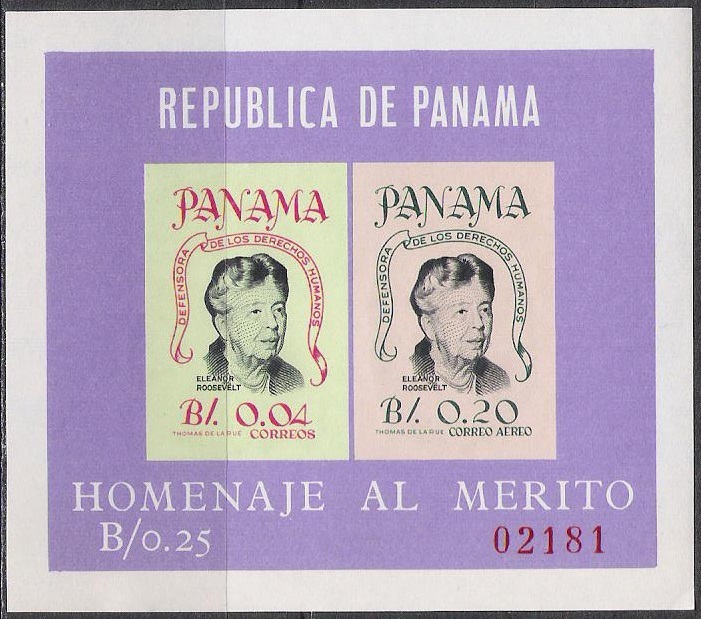 REPUBLICA DE PANAMA
PANAMA
DEFENSORA DE LOS DERECHOS HUMANOS
ELEANOR
ROOSEVELT
B/. 0.04
THOMAS DE LA RUE CORREOS
PANAMA
DEFENSORA DE LOS DERECHOS HUMANOS
ELEANOR
ROOSEVELT
B/. 0.20
THOMAS DE LA RUE CORREO AEREO
HOMENAJE AL MERITO
B/0.25
02181